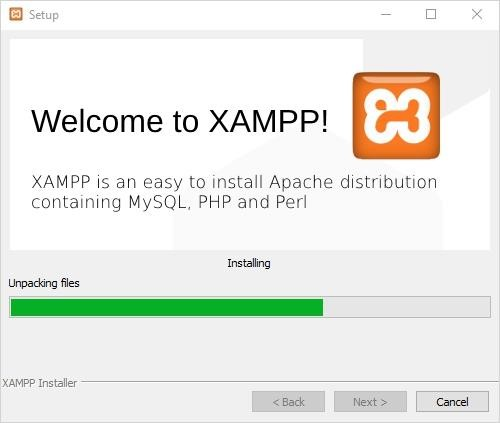 Setup
Welcome to XAMPP!
XAMPP is an easy to install Apache distribution
containing MySQL, PHP and Perl
Installing
Unpacking files
XAMPP Installer
< Back
Next >
Cancel